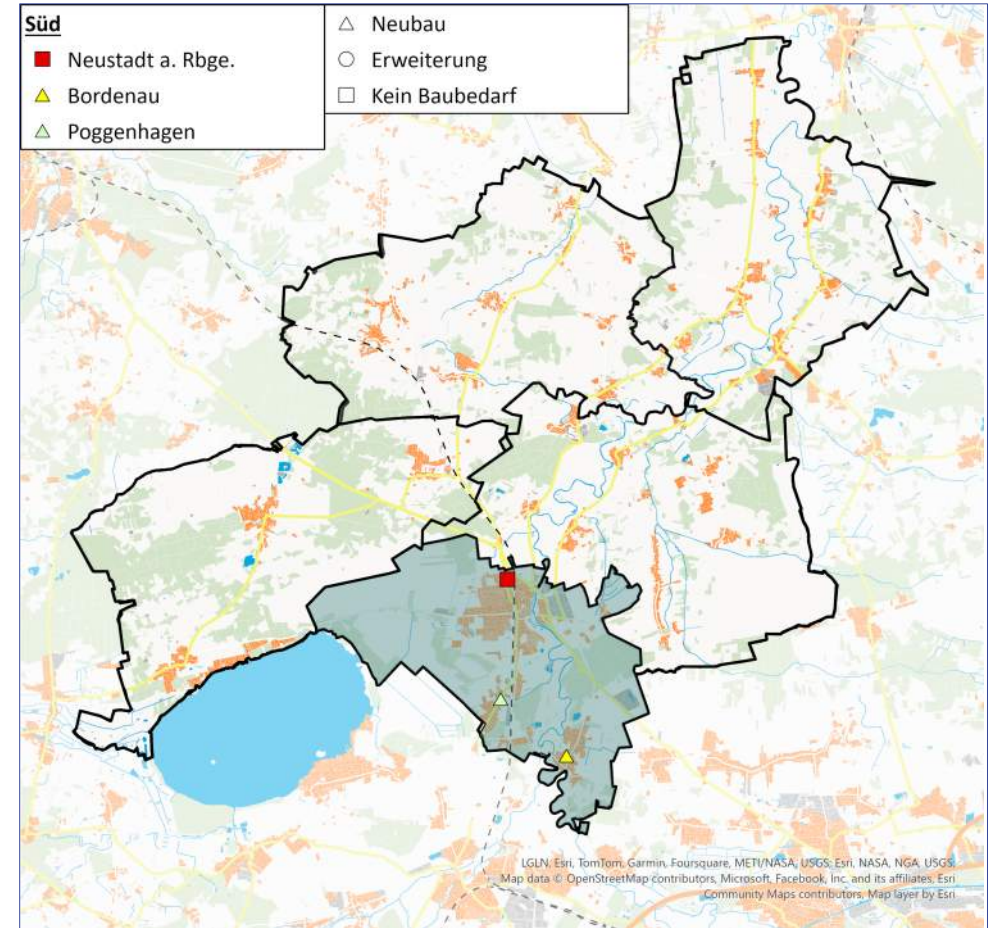 Süd
Neustadt a. Rbge.
Bordenau
Poggenhagen
Neubau
Erweiterung
Kein Baubedarf
LGLN, Esri, TomTom, Garmin, Foursquare, METI/NASA, USGS; Esri, NASA, NGA, USGS;
Map data © OpenStreetMap contributors, Microsoft, Facebook, Inc. and its affiliates, Esri
Community Maps contributors, Map layer by Esri